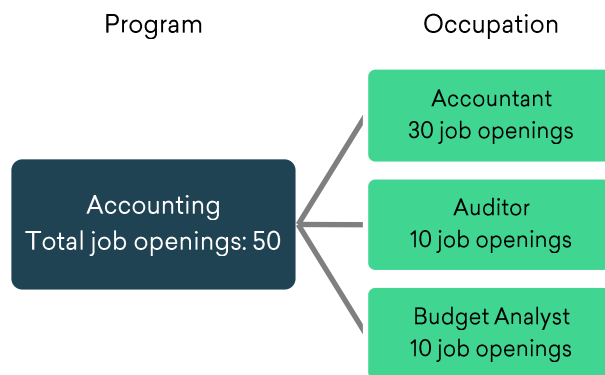 Program
Occupation
Accounting
Total job openings: 50
Accountant
30 job openings
Auditor
10 job openings
Budget Analyst
10 job openings